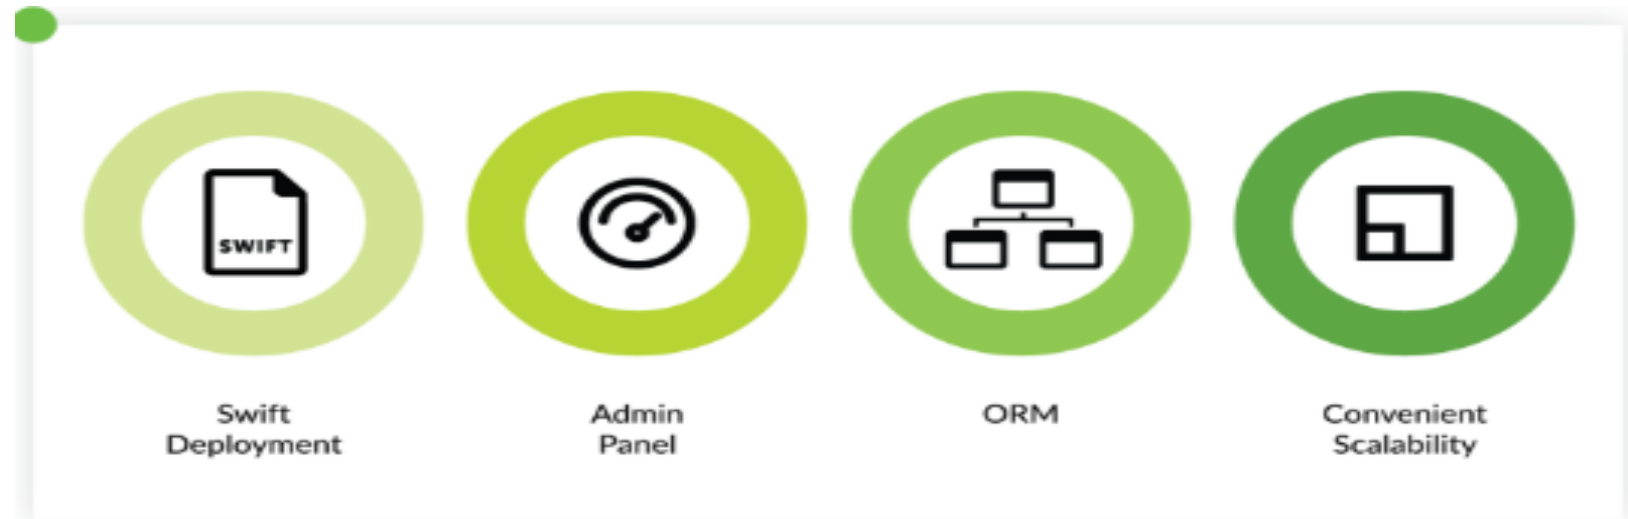 SWIFT
Swift
Deployment
Admin
Panel
ORM
Convenient
Scalability